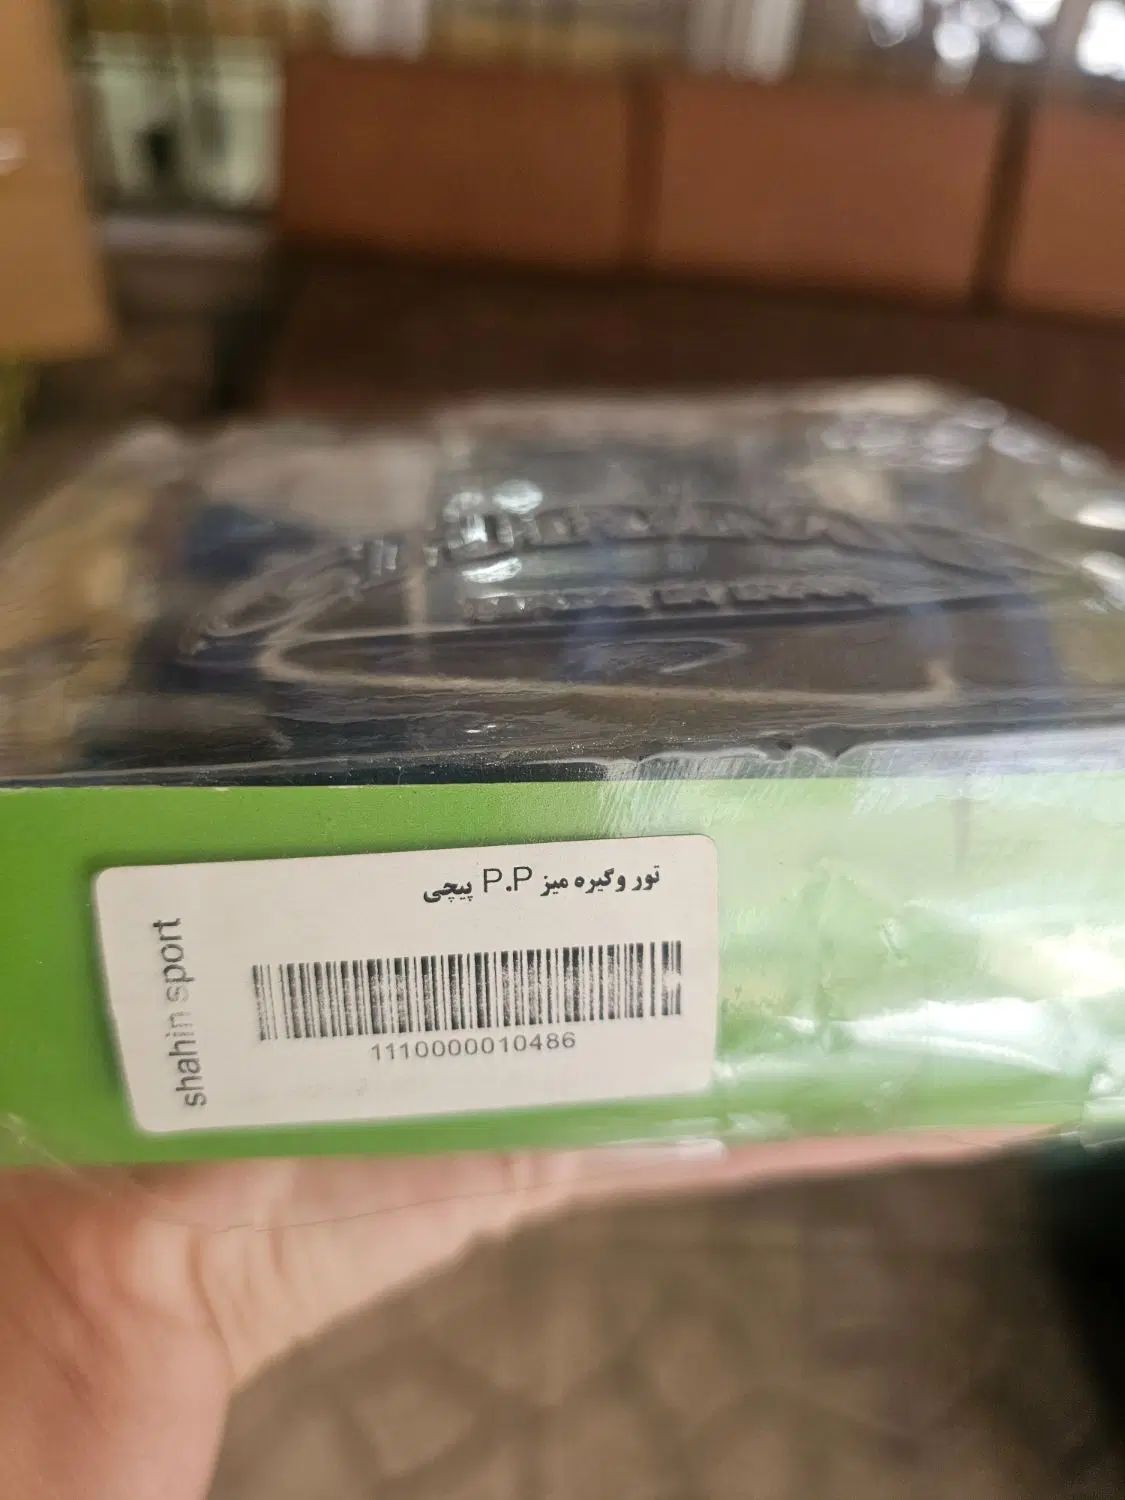 تور وگیره میز P.P پیچی
shahin sport
1110000010486